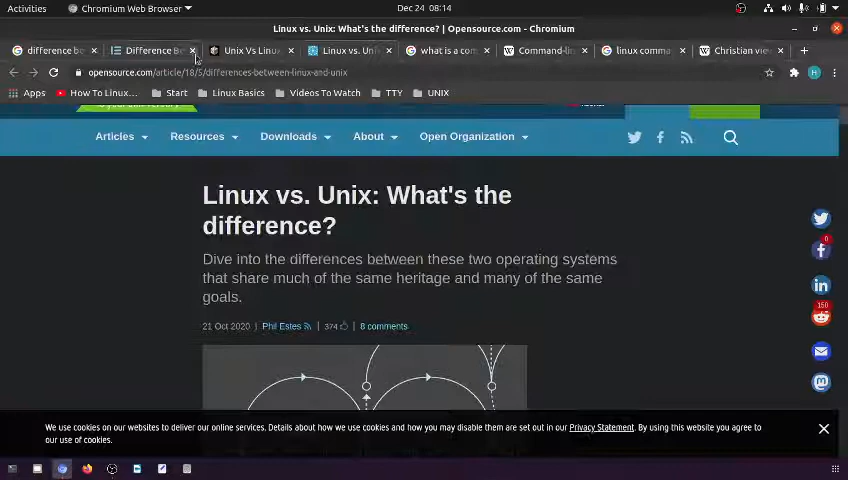 Activities Chromium Web Browser Dec 24 08:14
Linux vs. Unix: What's the difference? | Opensource.com - Chromium
difference be Difference Be Unix Vs Linux Linux vs. Uni what is a com Command-lin linux comma Christian view
opensource.com/article/18/5/differences-between-linux-and-unix H
Apps How To Linux... Start Linux Basics Videos To Watch TTY UNIX
Articles Resources Downloads About Open Organization
Linux vs. Unix: What's the
difference?
Dive into the differences between these two operating systems
that share much of the same heritage and many of the same
goals.
21 Oct 2020 | Phil Estes | 374 | 8 comments
0
150
We use cookies on our websites to deliver our online services. Details about how we use cookies and how you may disable them are set out in our Privacy Statement. By using this website you agree to
our use of cookies.